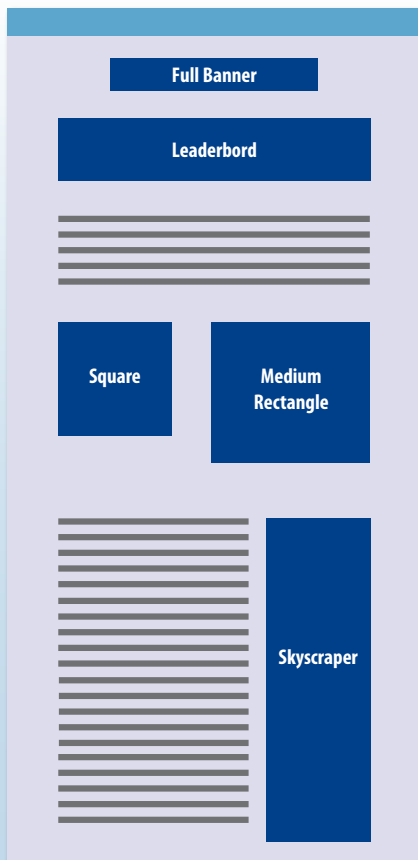 Full Banner
Leaderbord
Square
Medium
Rectangle
Skyscraper